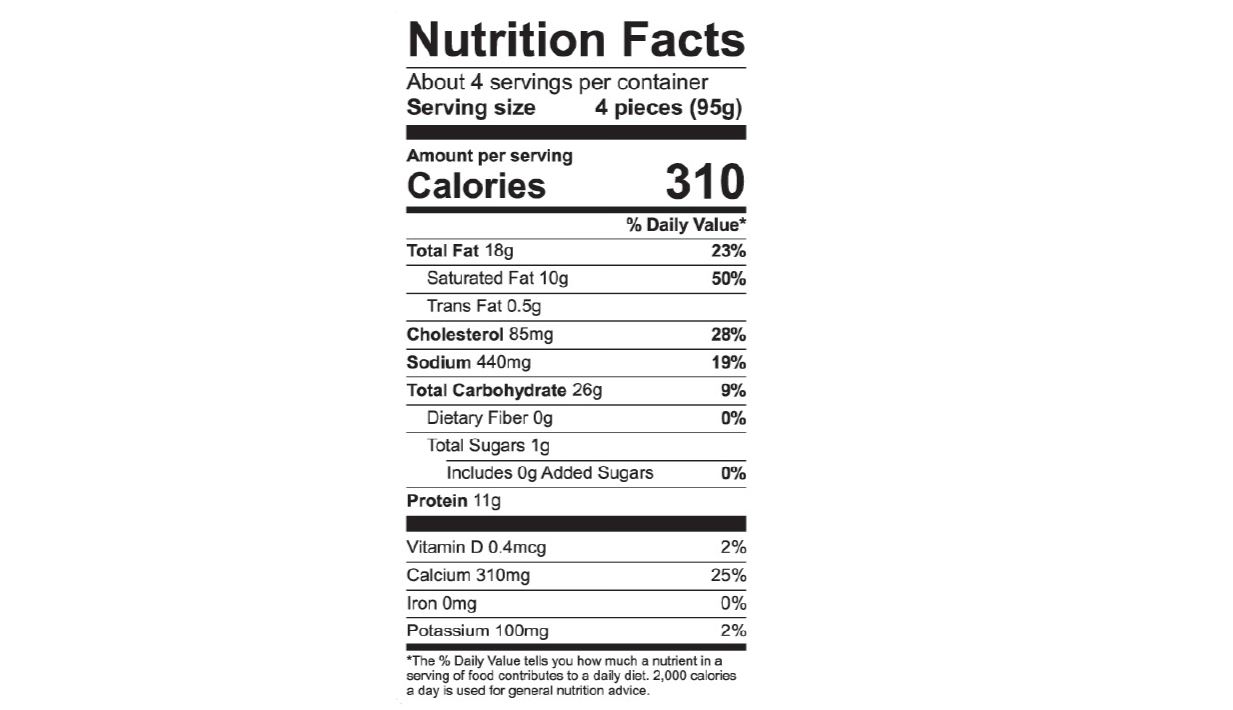 Nutrition Facts
About 4 servings per container
Serving size 4 pieces (95g)
Amount per serving
Calories 310
% Daily Value*
Total Fat 18g 23%
Saturated Fat 10g 50%
Trans Fat 0.5g
Cholesterol 85mg 28%
Sodium 440mg 19%
Total Carbohydrate 26g 9%
Dietary Fiber 0g 0%
Total Sugars 1g
Includes 0g Added Sugars 0%
Protein 11g
Vitamin D 0.4mcg 2%
Calcium 310mg 25%
Iron 0mg 0%
Potassium 100mg 2%
*The % Daily Value tells you how much a nutrient in a
serving of food contributes to a daily diet. 2,000 calories
a day is used for general nutrition advice.